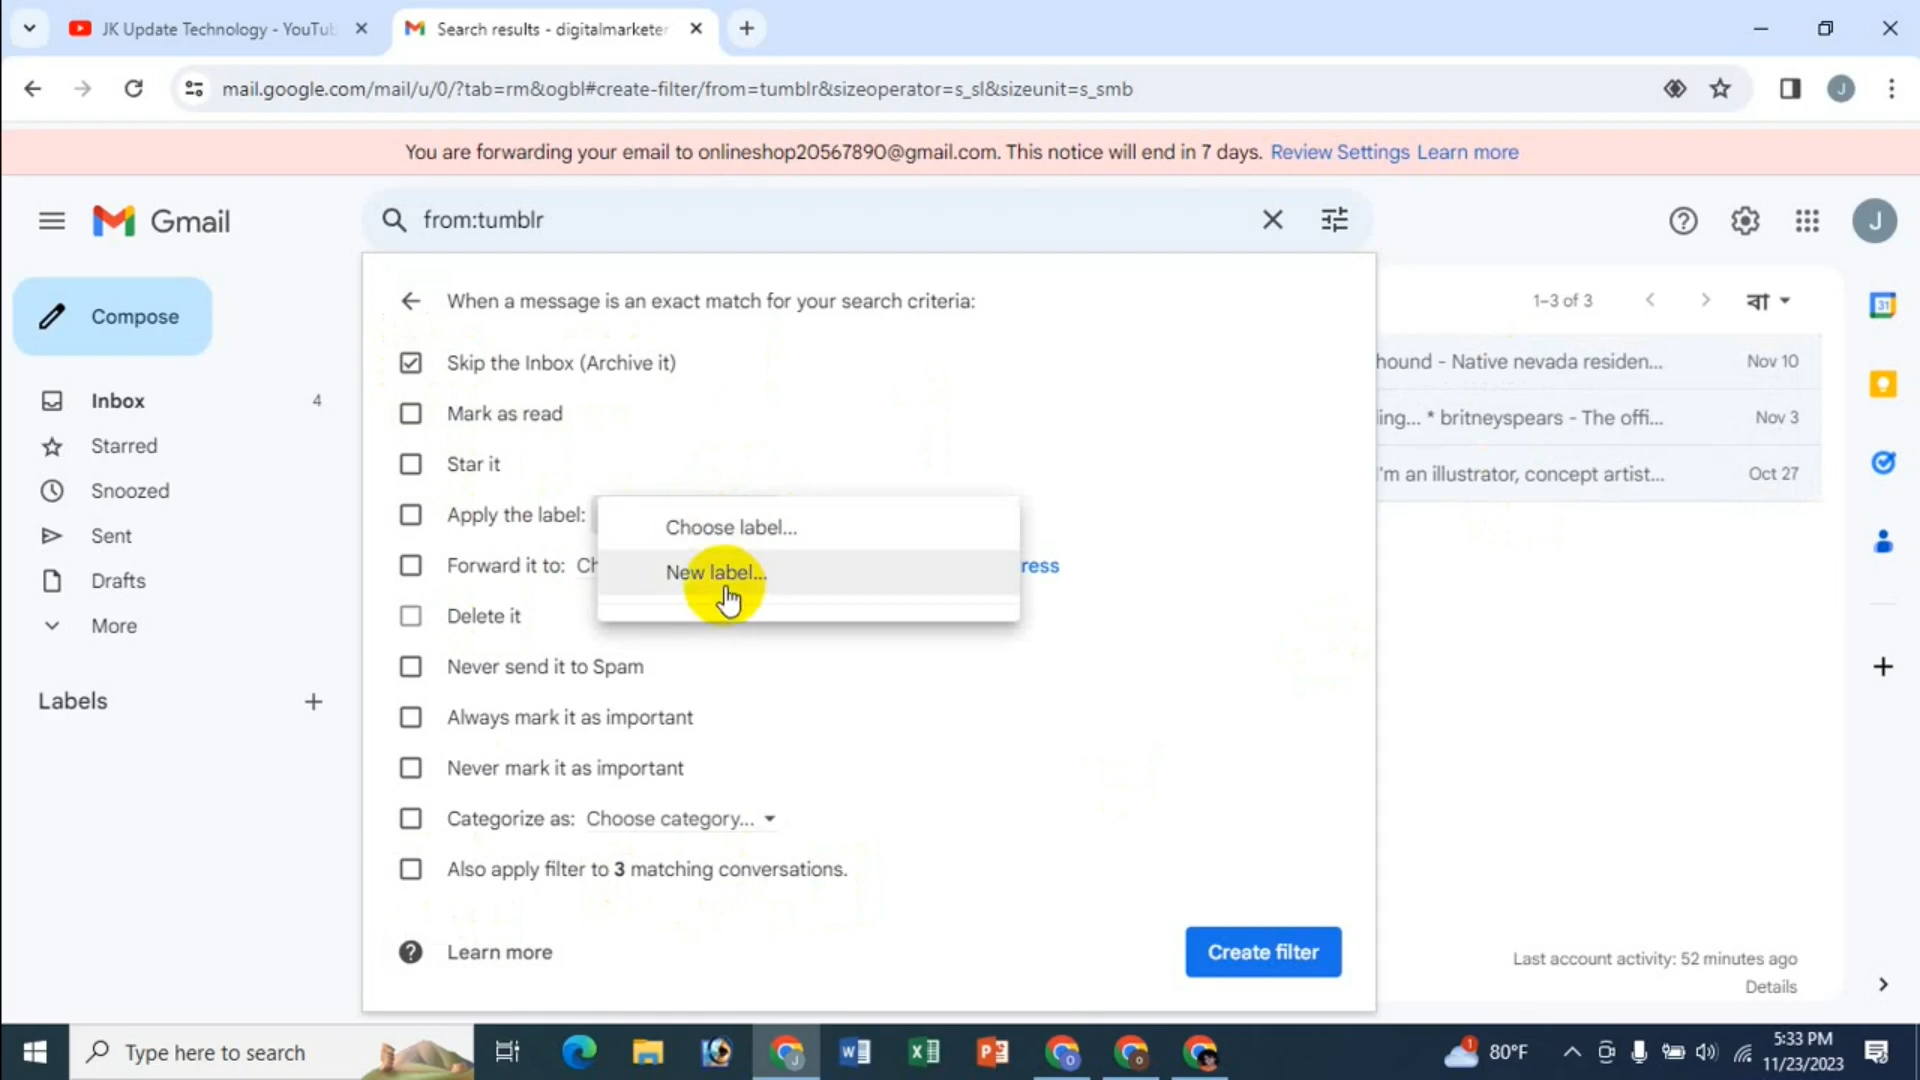 JK Update Technology - YouTub
Search results - digitalmarketer
mail.google.com/mail/u/0/?tab=rm&ogbl#create-filter/from=tumblr&sizeoperator=s_sl&sizeunit=s_smb
J
You are forwarding your email to onlineshop20567890@gmail.com. This notice will end in 7 days. Review Settings Learn more
Gmail
from:tumblr
J
Compose
When a message is an exact match for your search criteria:
1–3 of 3
বা
31
Skip the Inbox (Archive it)
hound - Native nevada residen...
Nov 10
Inbox
4
Mark as read
ing... * britneyspears - The offi...
Nov 3
Starred
Star it
'm an illustrator, concept artist...
Oct 27
Snoozed
Apply the label:
Choose label...
Sent
Forward it to: Ch
New label...
ress
Drafts
Delete it
More
Never send it to Spam
Labels
Always mark it as important
Never mark it as important
Categorize as: Choose category...
Also apply filter to 3 matching conversations.
Learn more
Create filter
Last account activity: 52 minutes ago
Details
Type here to search
80°F
5:33 PM
11/23/2023